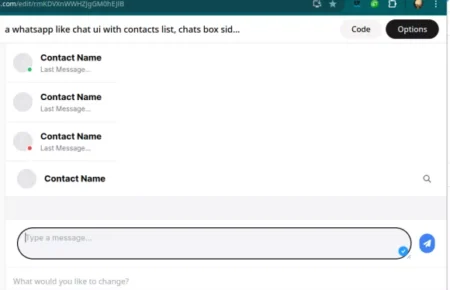 .com/edit/rmKDVXnWWHZJgGM0hEJIB
a whatsapp like chat ui with contacts list, chats box sid...
Code
Options
Contact Name
Last Message...
Contact Name
Last Message...
Contact Name
Last Message...
Contact Name
Type a message...
What would you like to change?